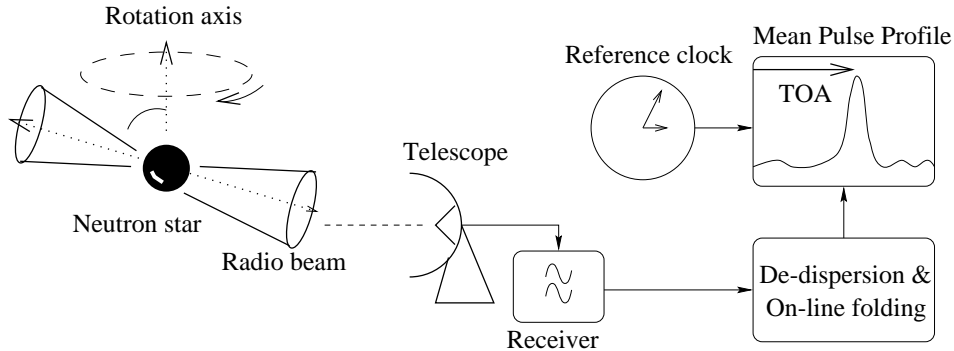 Rotation axis
Neutron star
Radio beam
Telescope
Receiver
Reference clock
Mean Pulse Profile
TOA
De-dispersion &
On-line folding